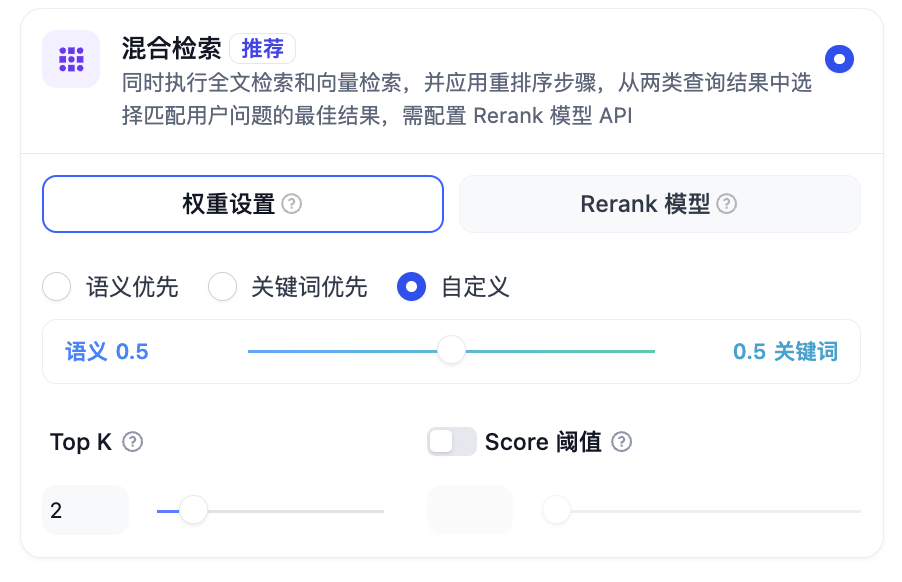 混合检索 推荐
同时执行全文检索和向量检索，并应用重排序步骤，从两类查询结果中选
择匹配用户问题的最佳结果，需配置 Rerank 模型 API
权重设置 ? Rerank 模型 ?
语义优先 关键词优先 自定义
语义 0.5 0.5 关键词
Top K ? Score 阈值 ?
2